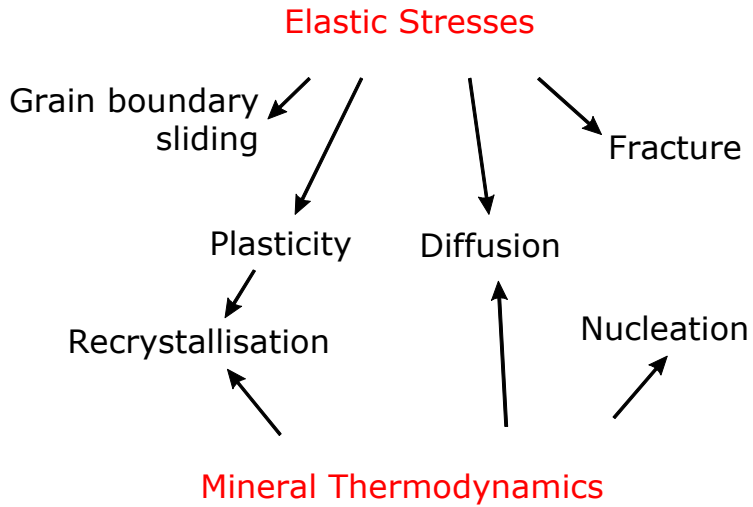 Elastic Stresses
Grain boundary
sliding
Fracture
Plasticity
Diffusion
Recrystallisation
Nucleation
Mineral Thermodynamics